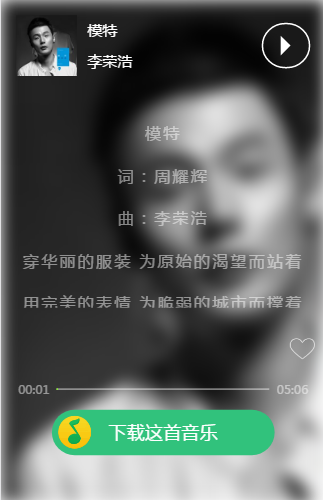 模特
李荣浩
模特
词：周耀辉
曲：李荣浩
穿华丽的服装 为原始的渴望而站着
用完美的表情 为脆弱的城市而撑着
00:01 05:06
下载这首音乐